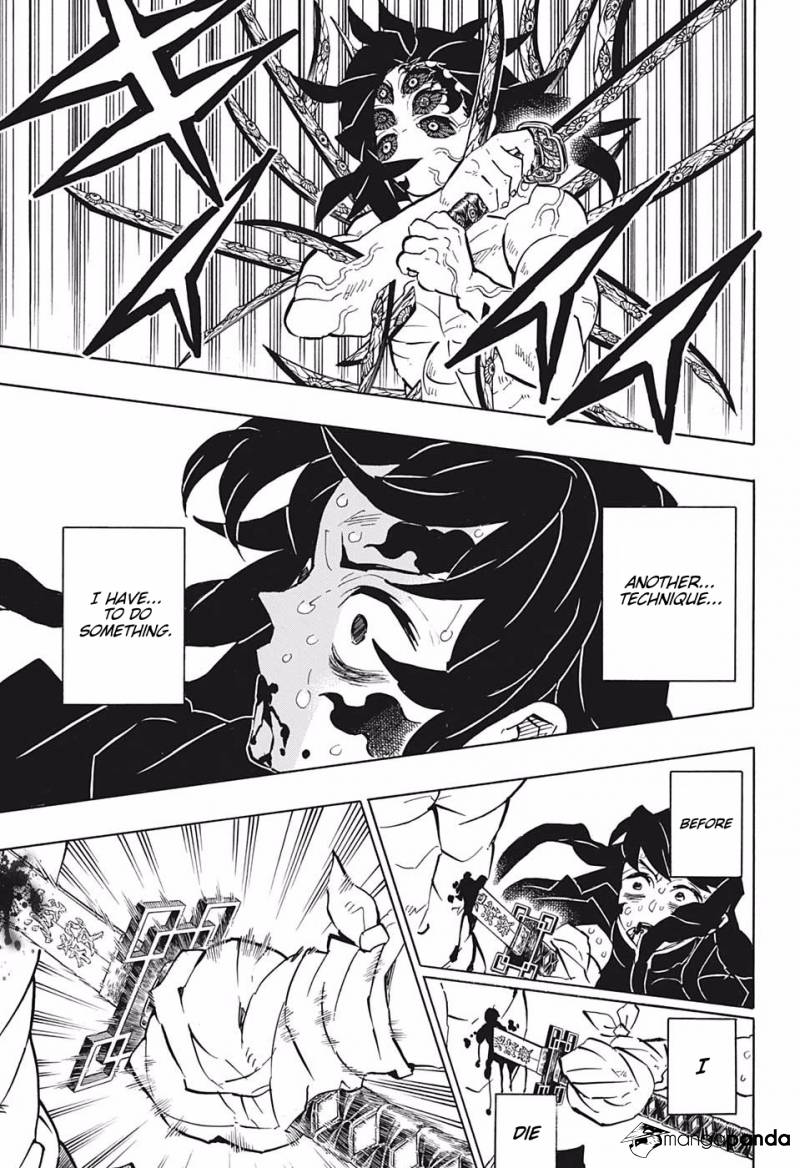 ANOTHER...
TECHNIQUE...
I HAVE...
TO DO
SOMETHING.
BEFORE
I
DIE
mangapanda